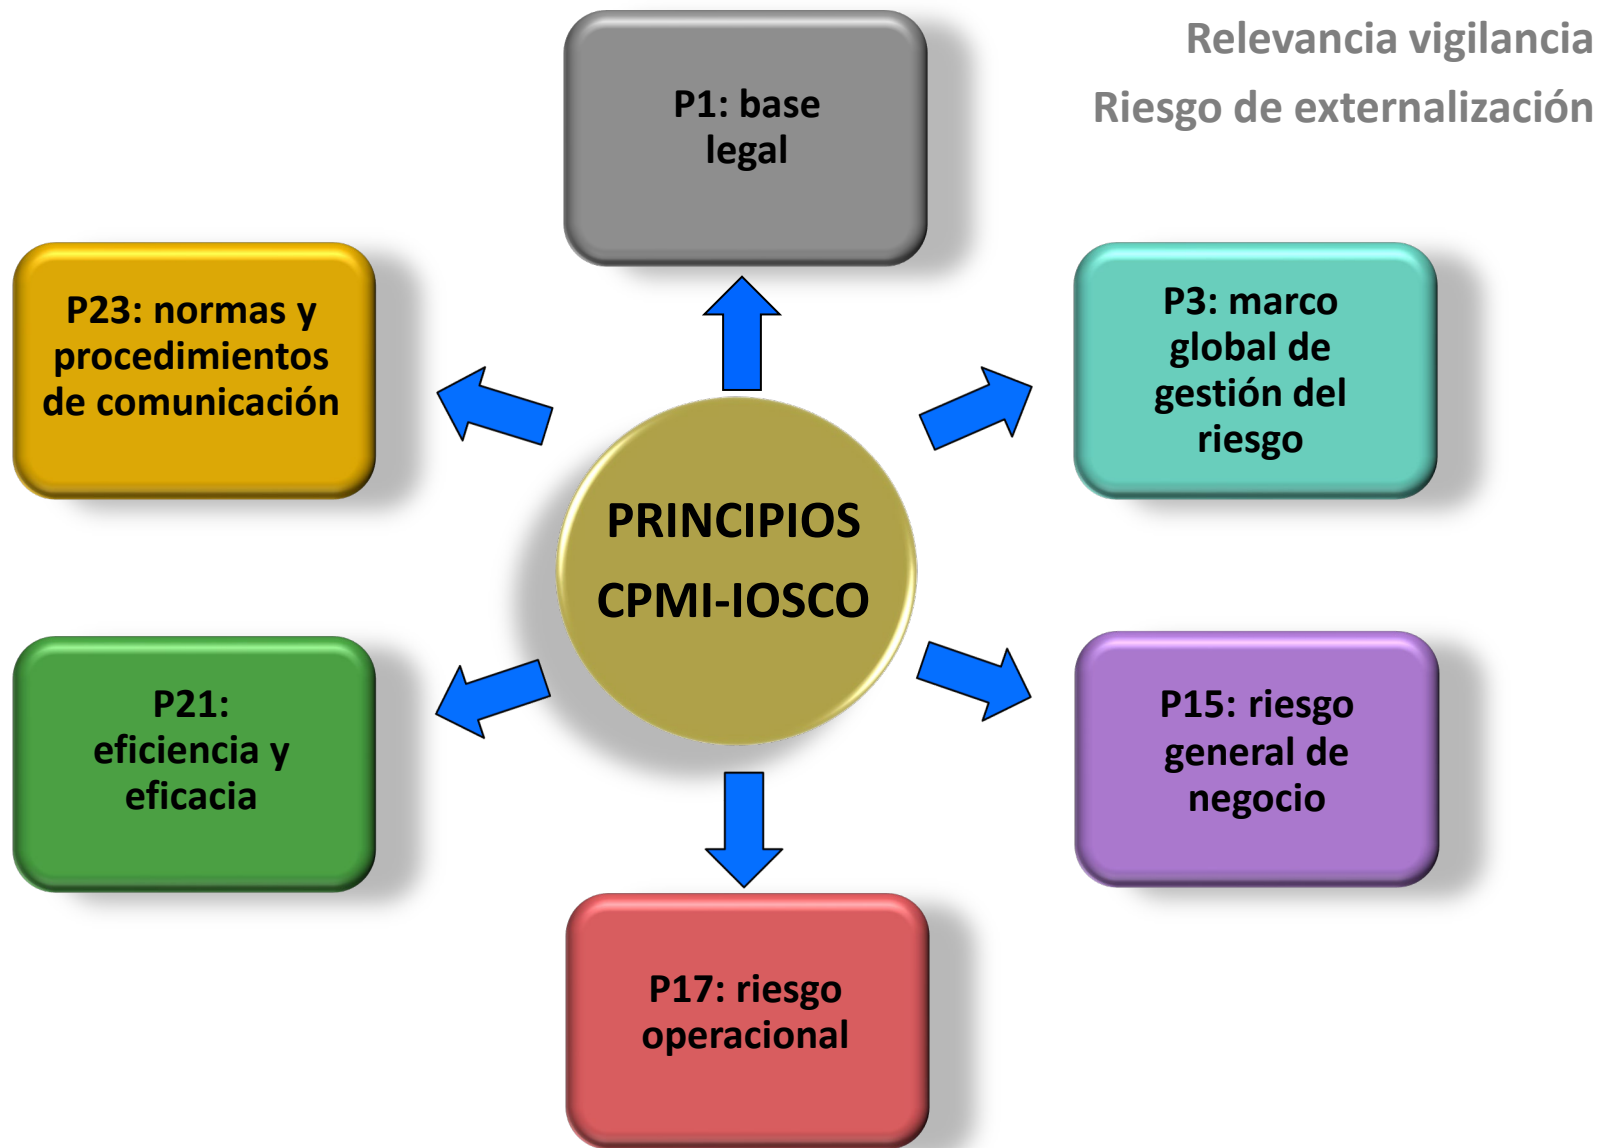 Relevancia vigilancia
Riesgo de externalización
P1: base
legal
P3: marco
global de
gestión del
riesgo
P15: riesgo
general de
negocio
P17: riesgo
operacional
P21:
eficiencia y
eficacia
P23: normas y
procedimientos
de comunicación
PRINCIPIOS
CPMI-IOSCO